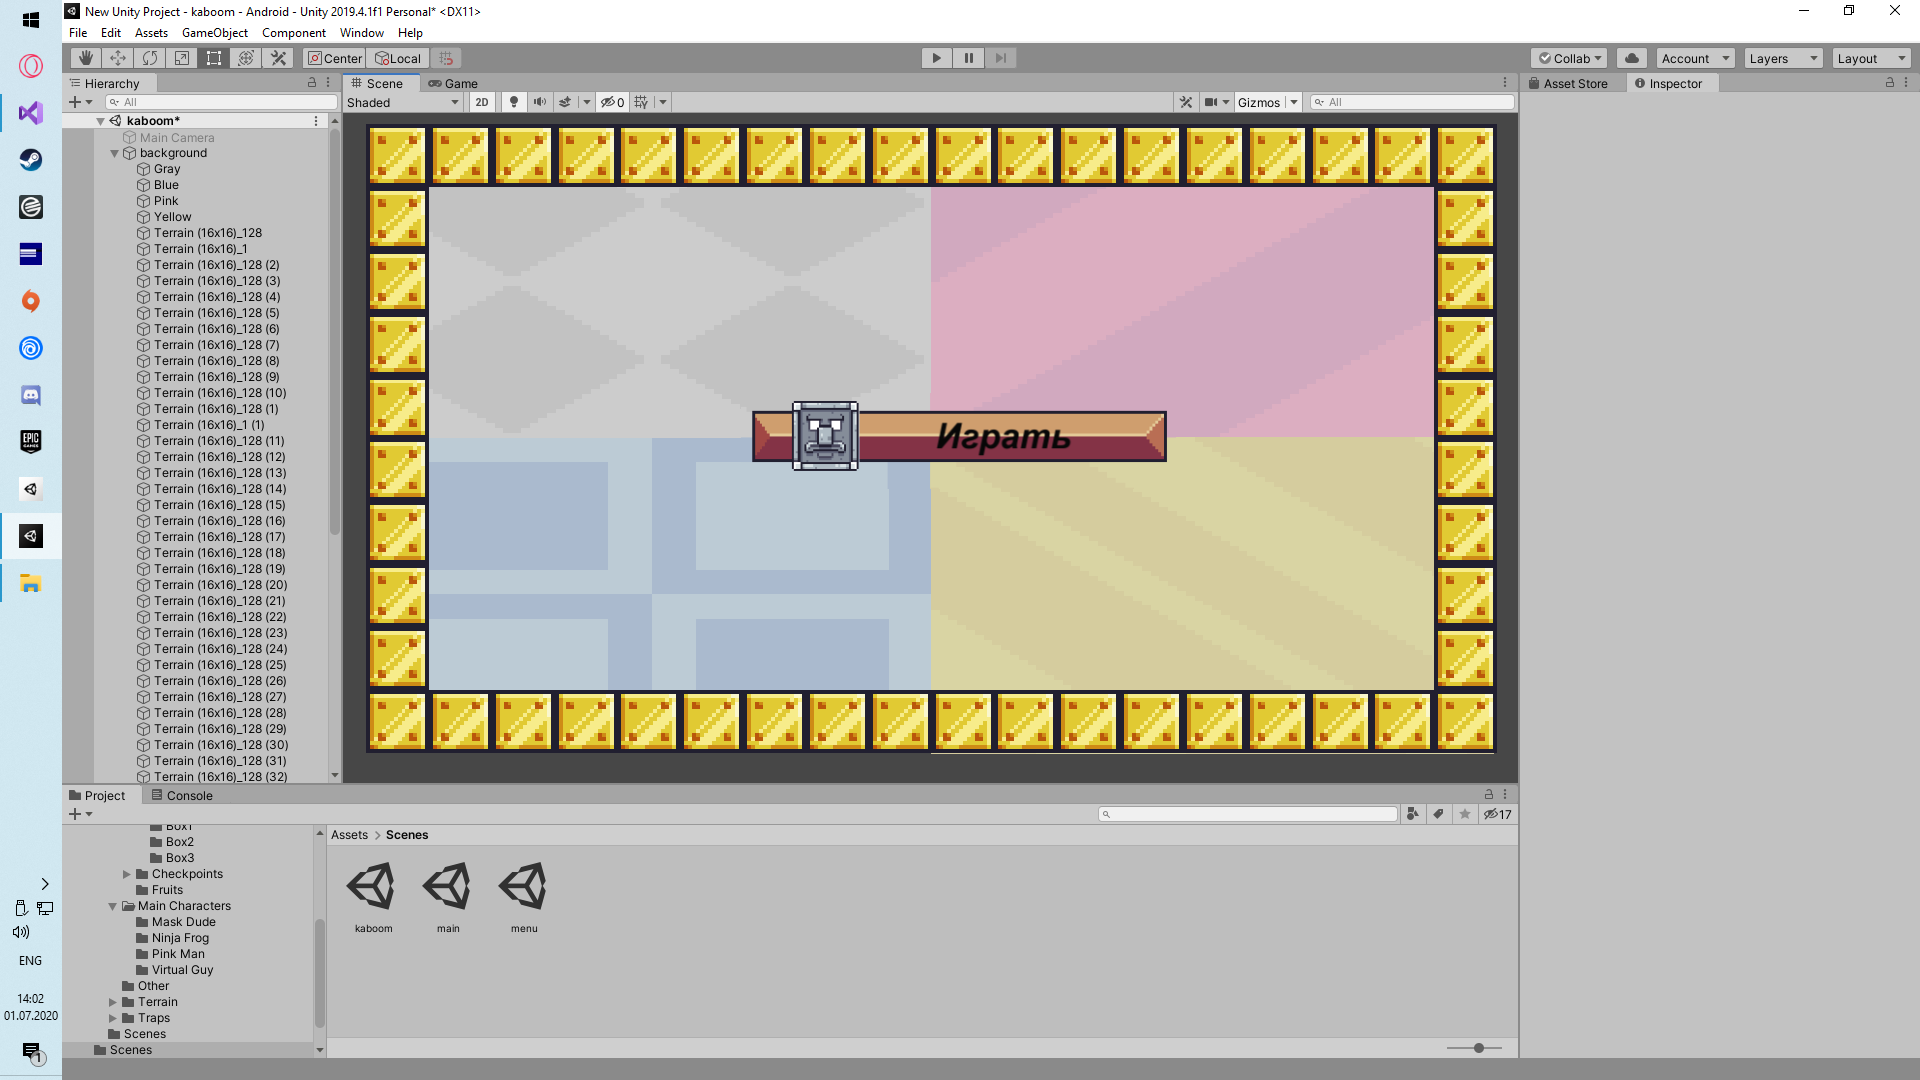 New Unity Project - kaboom - Android - Unity 2019.4.1f1 Personal* <DX11>
File Edit Assets GameObject Component Window Help
Center Local Collab Account Layers Layout
Hierarchy Scene Game Asset Store Inspector
All Shaded 2D 0 Gizmos All
kaboom*
Main Camera
background
Gray
Blue
Pink
Yellow
Terrain (16x16)_128
Terrain (16x16)_1
Terrain (16x16)_128 (2)
Terrain (16x16)_128 (3)
Terrain (16x16)_128 (4)
Terrain (16x16)_128 (5)
Terrain (16x16)_128 (6)
Terrain (16x16)_128 (7)
Terrain (16x16)_128 (8)
Terrain (16x16)_128 (9)
Terrain (16x16)_128 (10)
Terrain (16x16)_128 (1)
Terrain (16x16)_1 (1)
Terrain (16x16)_128 (11)
Terrain (16x16)_128 (12)
Terrain (16x16)_128 (13)
Terrain (16x16)_128 (14)
Terrain (16x16)_128 (15)
Terrain (16x16)_128 (16)
Terrain (16x16)_128 (17)
Terrain (16x16)_128 (18)
Terrain (16x16)_128 (19)
Terrain (16x16)_128 (20)
Terrain (16x16)_128 (21)
Terrain (16x16)_128 (22)
Terrain (16x16)_128 (23)
Terrain (16x16)_128 (24)
Terrain (16x16)_128 (25)
Terrain (16x16)_128 (26)
Terrain (16x16)_128 (27)
Terrain (16x16)_128 (28)
Terrain (16x16)_128 (29)
Terrain (16x16)_128 (30)
Terrain (16x16)_128 (31)
Terrain (16x16)_128 (32)
Играть
Project Console
17
Box1
Box2
Box3
Checkpoints
Fruits
Main Characters
Mask Dude
Ninja Frog
Pink Man
Virtual Guy
Other
Terrain
Traps
Scenes
Scenes
Assets > Scenes
kaboom main menu
EPIC GAMES
ENG
14:02
01.07.2020
1